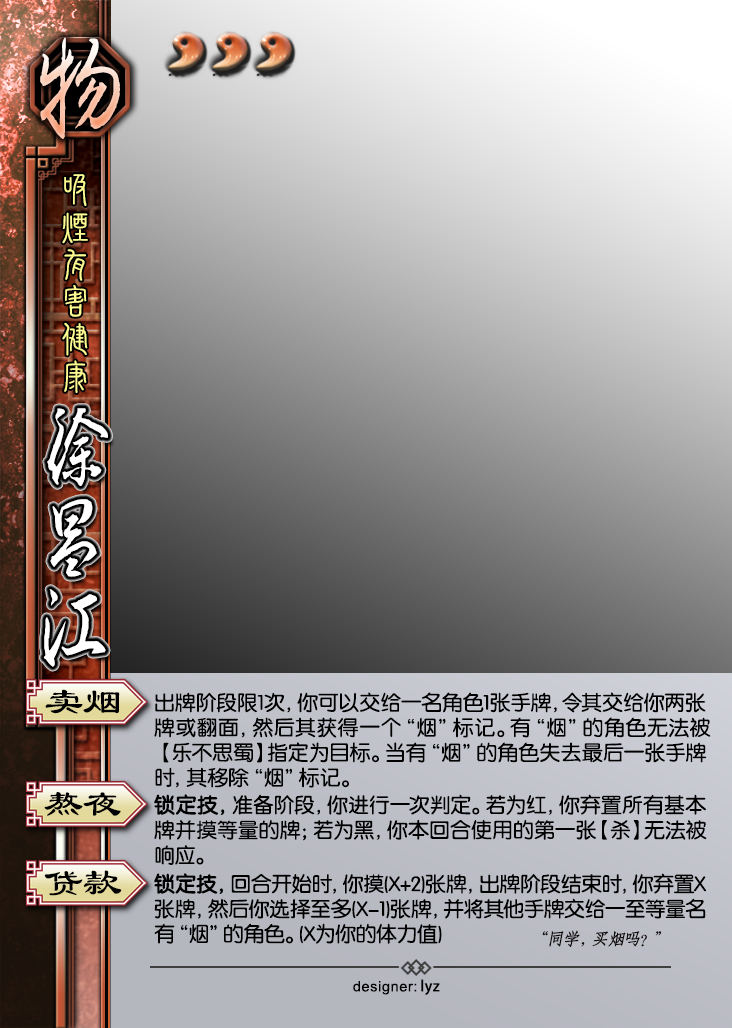 物
吸煙有害健康
涂昌江
卖烟
出牌阶段限1次,你可以交给一名角色1张手牌,令其交给你两张
牌或翻面,然后其获得一个“烟”标记。有“烟”的角色无法被
【乐不思蜀】指定为目标。当有“烟”的角色失去最后一张手牌
时,其移除“烟”标记。
熬夜
锁定技,准备阶段,你进行一次判定。若为红,你弃置所有基本
牌并摸等量的牌;若为黑,你本回合使用的第一张【杀】无法被
响应。
贷款
锁定技,回合开始时,你摸(X+2)张牌,出牌阶段结束时,你弃置X
张牌,然后你选择至多(X-1)张牌,并将其他手牌交给一至等量名
有“烟”的角色。(X为你的体力值)
“同学,买烟吗?”
designer: lyz